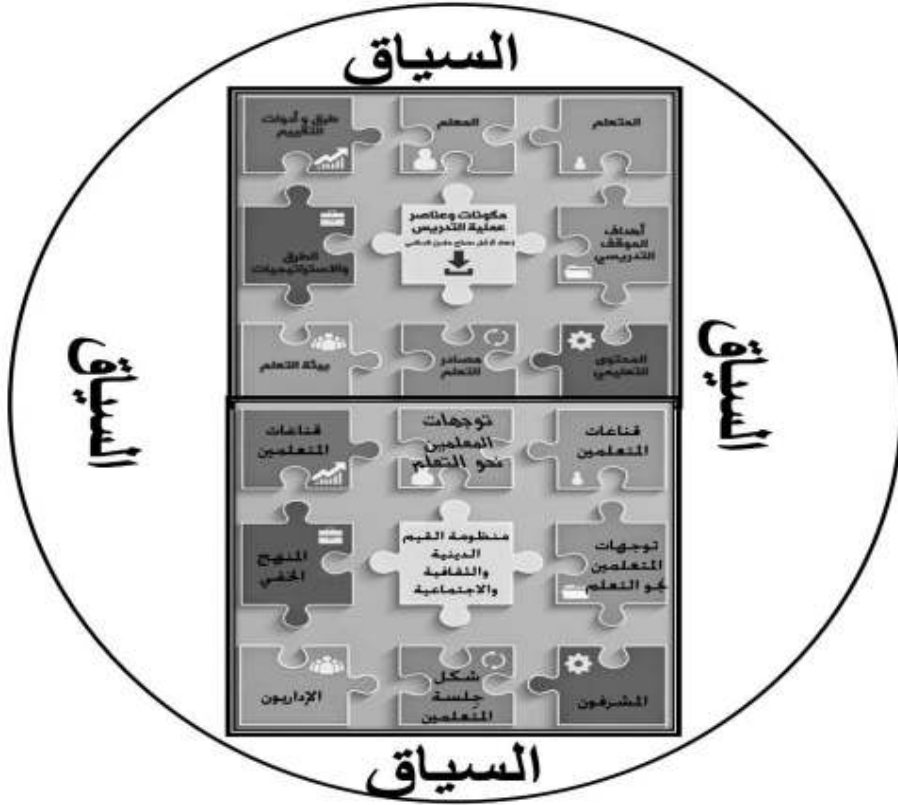 السياق
المتعلم
المعلم
طرق و أدوات
التقييم
أهداف
الموقف
التدريسي
مكونات وعناصر
عملية التدريس
الطرق
والاستراتيجيات
المحتوى
التعليمي
مصادر
التعلم
بيئة التعلم
السياق
السياق
قناعات
المتعلمين
توجهات
المعلمين
نحو التعلم
قناعات
المتعلمين
توجهات
المتعلمين
نحو التعلم
منظومة القيم
الدينية
والثقافية
والاجتماعية
المنهج
الخفي
المشرفون
شكل
جلسة
المتعلمين
الإداريون
السياق